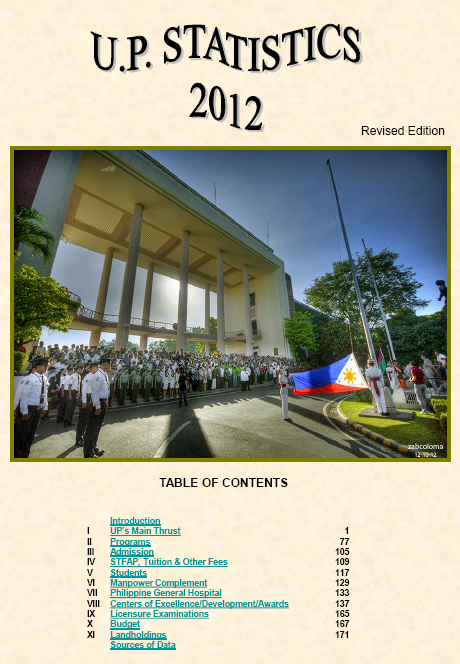 U.P. STATISTICS
2012
Revised Edition
zabcoloma
12-10-12
TABLE OF CONTENTS
Introduction
I UP's Main Thrust 1
II Programs 77
III Admission 105
IV STFAP, Tuition & Other Fees 109
V Students 117
VI Manpower Complement 129
VII Philippine General Hospital 133
VIII Centers of Excellence/Development/Awards 137
IX Licensure Examinations 165
X Budget 167
XI Landholdings 171
Sources of Data